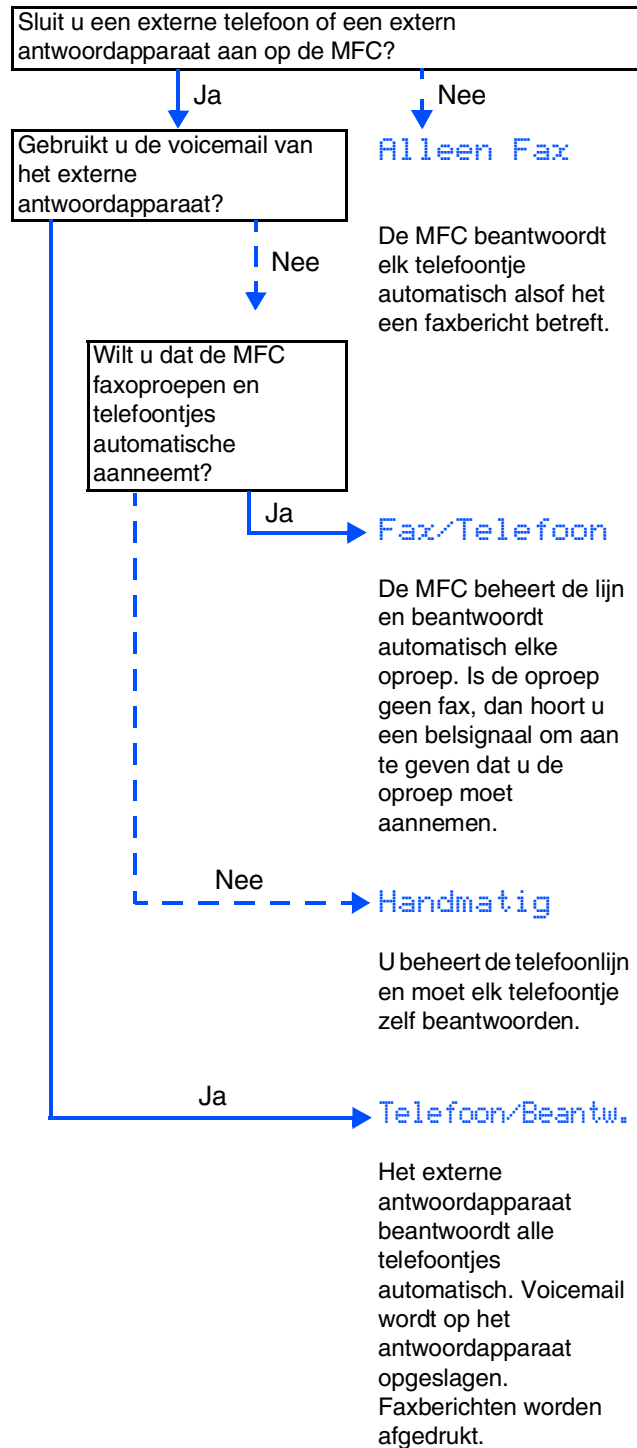 Sluit u een externe telefoon of een extern
antwoordapparaat aan op de MFC?
Ja
Nee
Gebruikt u de voicemail van
het externe
antwoordapparaat?
Alleen Fax
De MFC beantwoordt
elk telefoontje
automatisch alsof het
een faxbericht betreft.
Nee
Wilt u dat de MFC
faxoproepen en
telefoontjes
automatische
aanneemt?
Ja
Fax/Telefoon
De MFC beheert de lijn
en beantwoordt
automatisch elke
oproep. Is de oproep
geen fax, dan hoort u
een belsignaal om aan
te geven dat u de
oproep moet
aannemen.
Nee
Handmatig
U beheert de telefoonlijn
en moet elk telefoontje
zelf beantwoorden.
Ja
Telefoon/Beantw.
Het externe
antwoordapparaat
beantwoordt alle
telefoontjes
automatisch. Voicemail
wordt op het
antwoordapparaat
opgeslagen.
Faxberichten worden
afgedrukt.